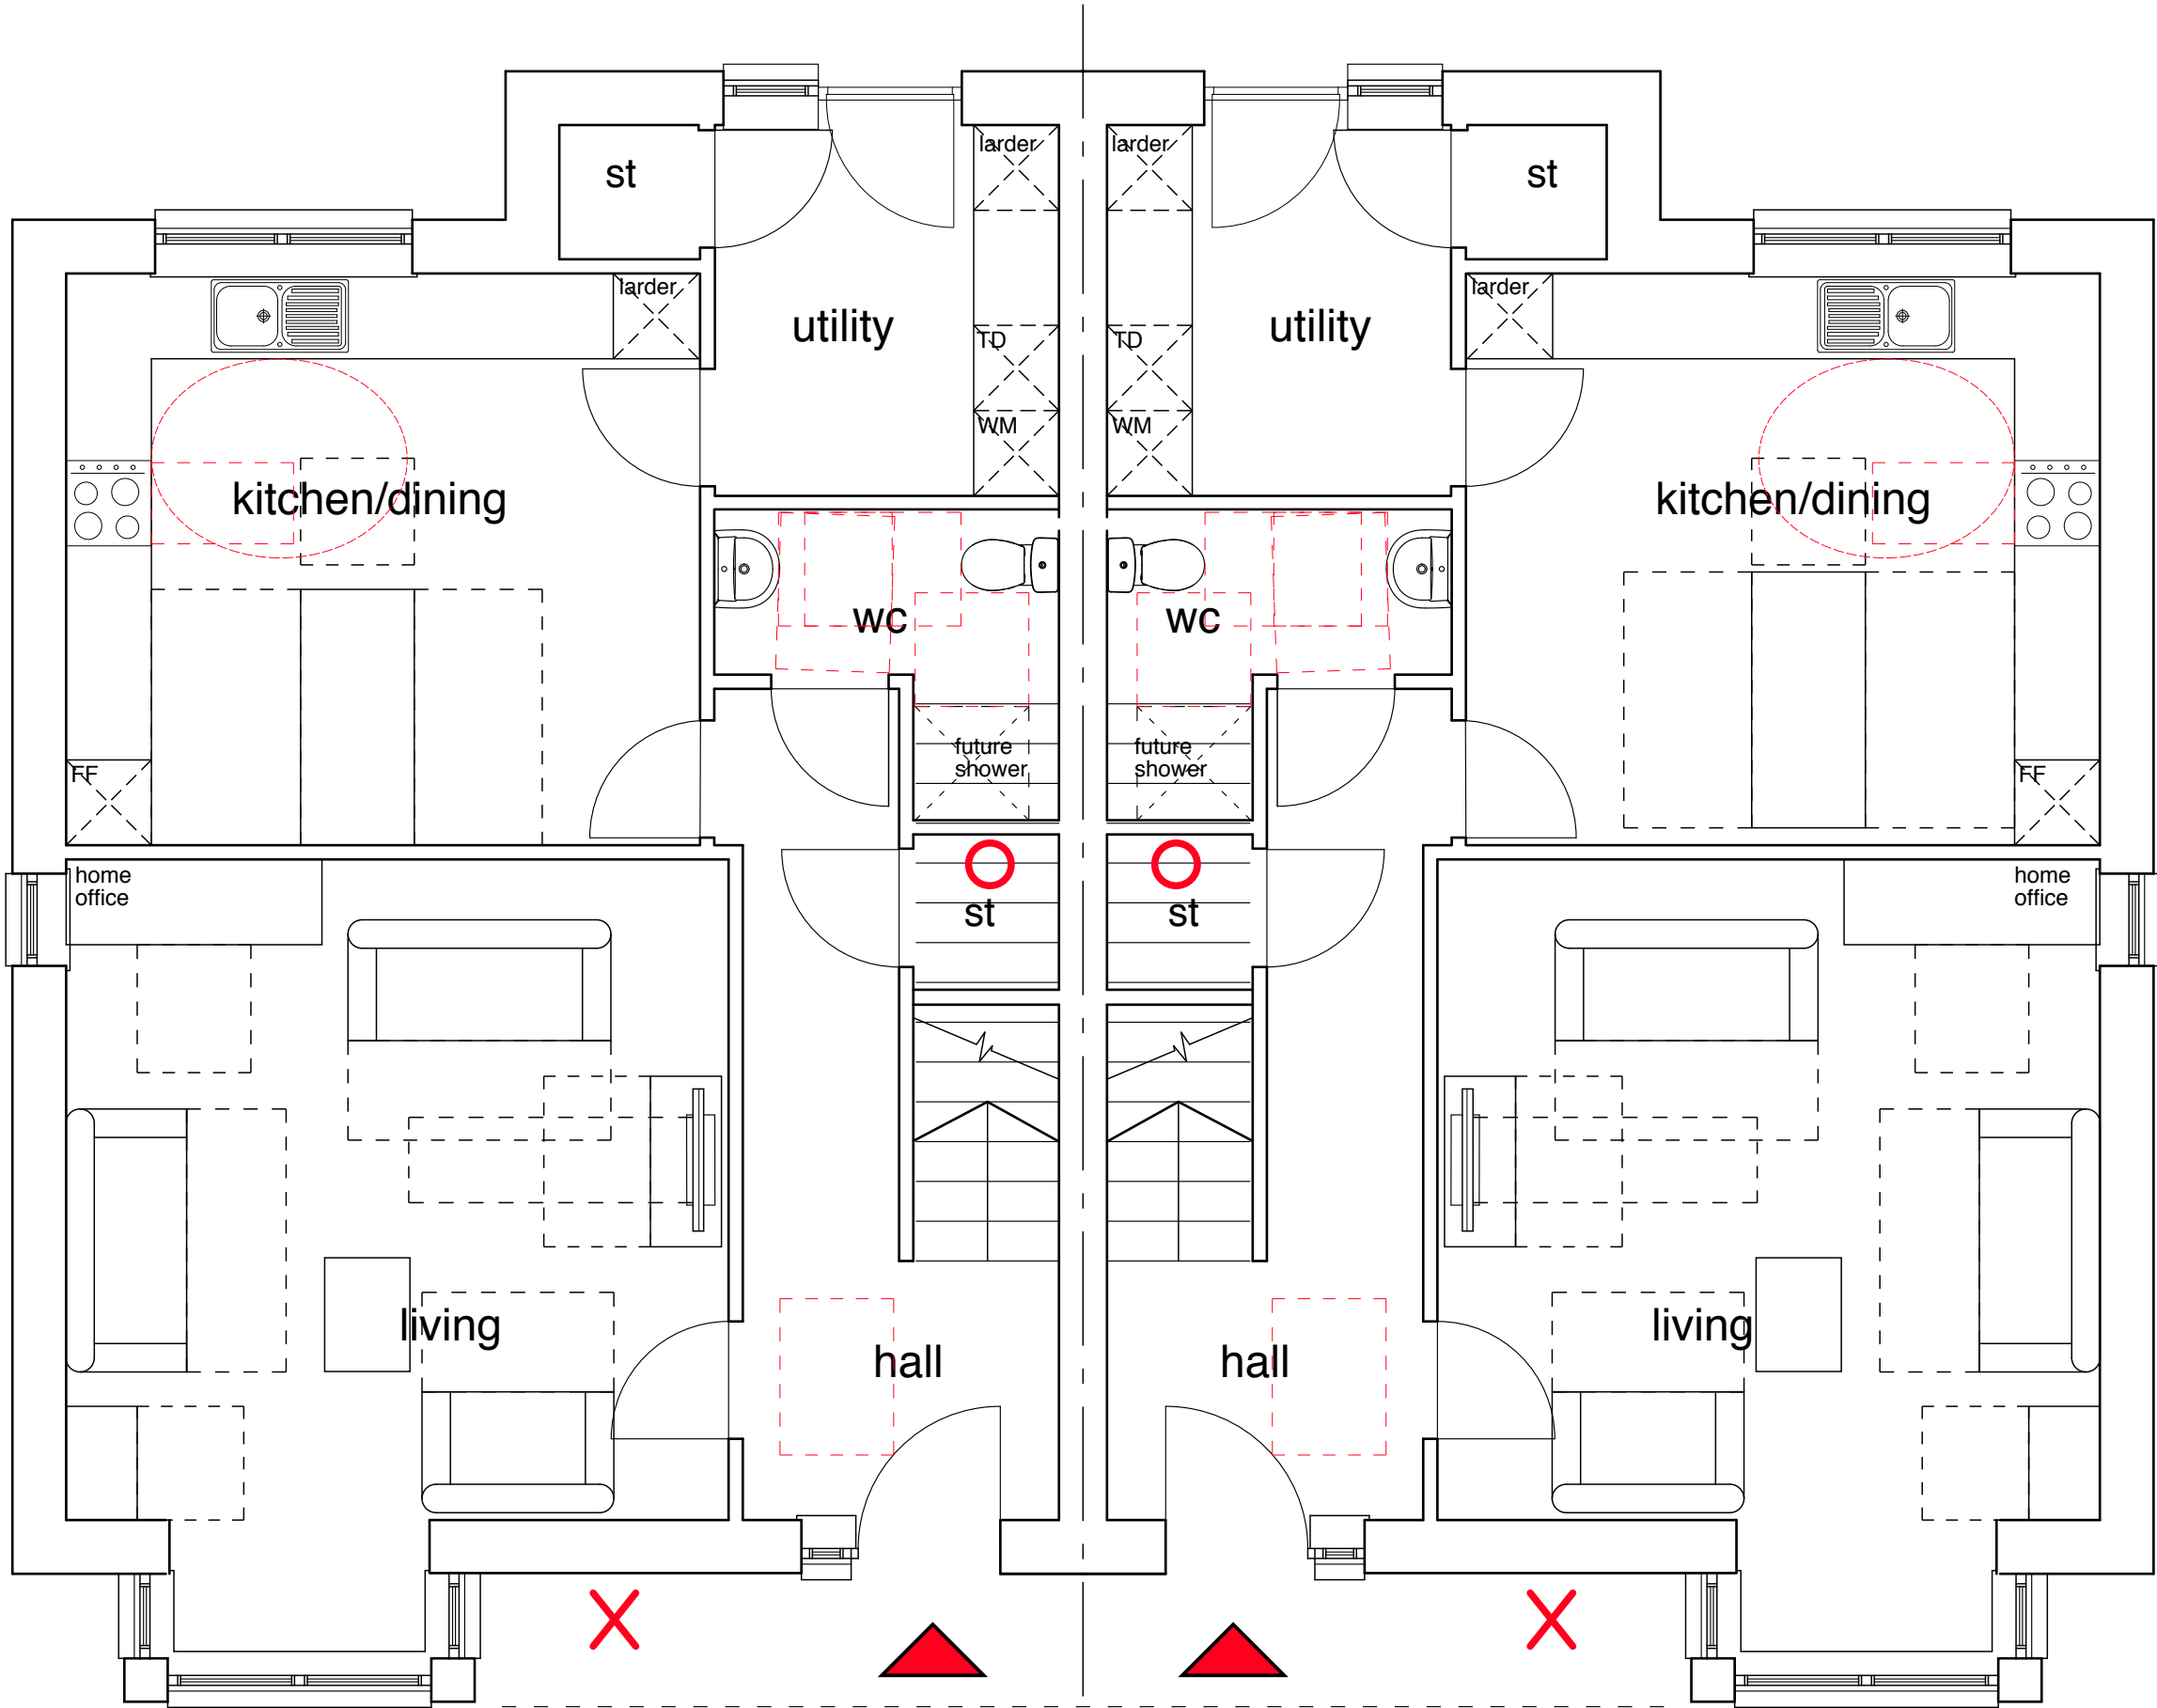 larder
larder
st
st
larder
larder
utility
utility
TD
TD
WM
WM
kitchen/dining
kitchen/dining
wc
wc
future
shower
future
shower
FF
FF
home
office
home
office
st
st
living
living
hall
hall